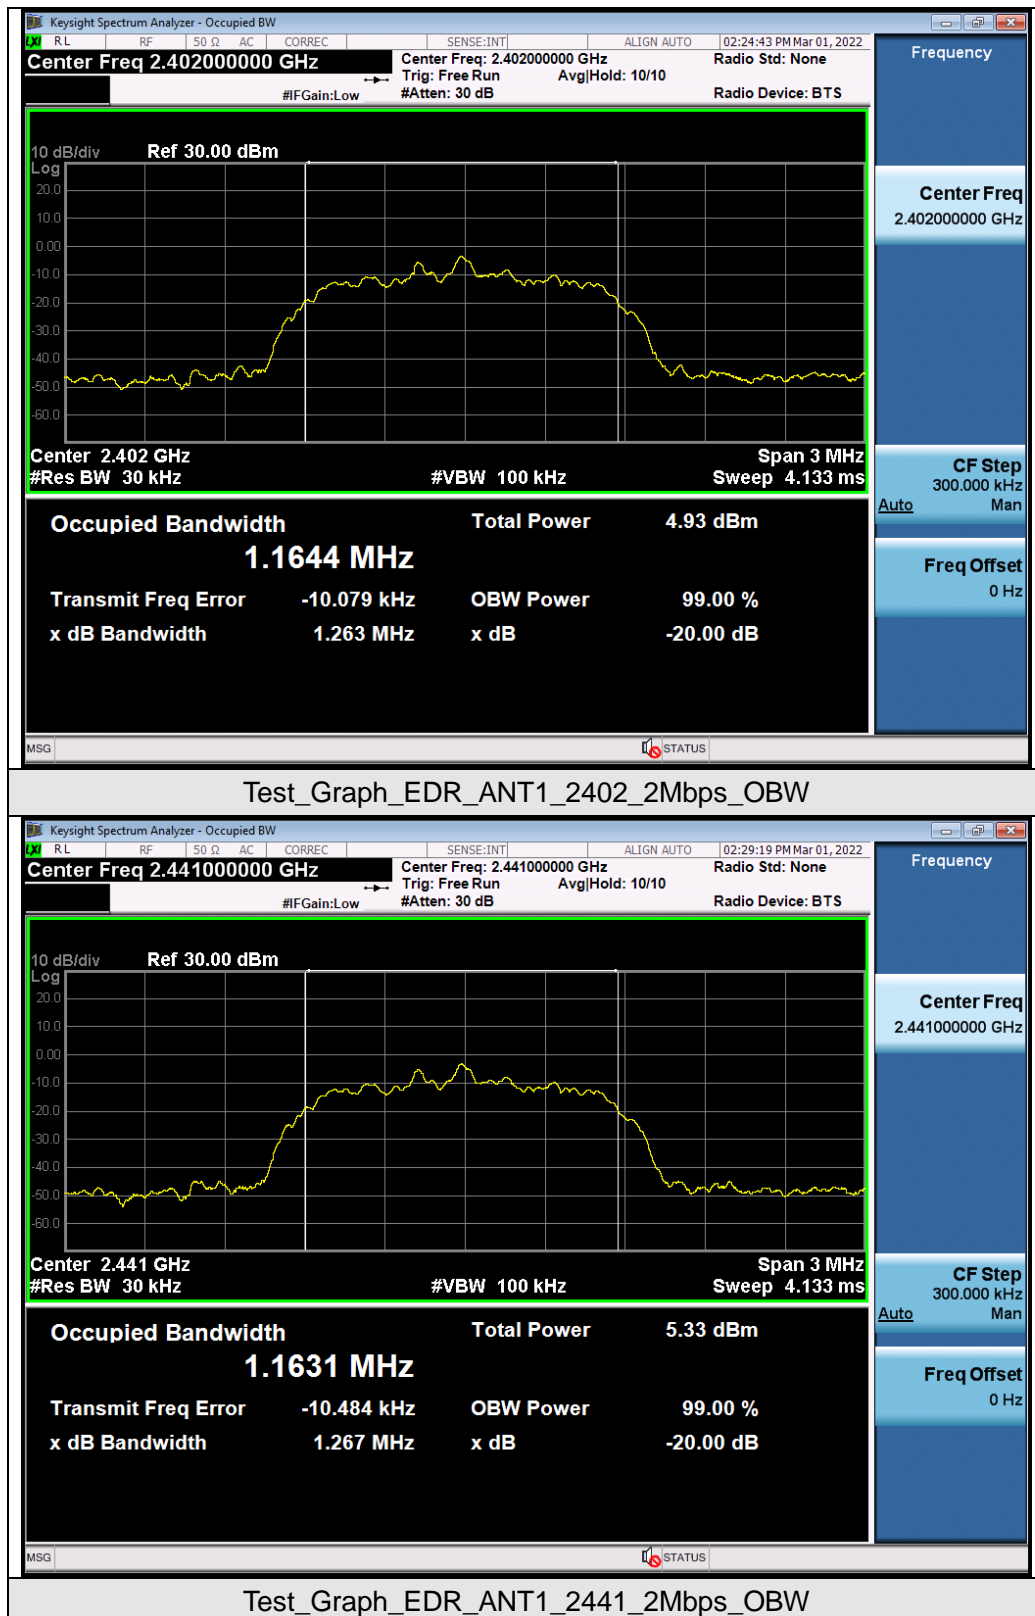 Keysight Spectrum Analyzer - Occupied BW
LXI RL RF 50 Ω AC CORREC SENSE:INT ALIGN AUTO 02:24:43 PM Mar 01, 2022
Center Freq 2.402000000 GHz
Center Freq: 2.402000000 GHz
Radio Std: None
Trig: Free Run Avg|Hold: 10/10
#IFGain:Low #Atten: 30 dB Radio Device: BTS
Frequency
10 dB/div Ref 30.00 dBm
Log
20.0
10.0
0.00
-10.0
-20.0
-30.0
-40.0
-50.0
-60.0
Center 2.402 GHz Span 3 MHz
#Res BW 30 kHz #VBW 100 kHz Sweep 4.133 ms
Center Freq
2.402000000 GHz
CF Step
300.000 kHz
Auto Man
Freq Offset
0 Hz
Occupied Bandwidth Total Power 4.93 dBm
1.1644 MHz
Transmit Freq Error -10.079 kHz OBW Power 99.00 %
x dB Bandwidth 1.263 MHz x dB -20.00 dB
MSG STATUS
Test_Graph_EDR_ANT1_2402_2Mbps_OBW
Keysight Spectrum Analyzer - Occupied BW
LXI RL RF 50 Ω AC CORREC SENSE:INT ALIGN AUTO 02:29:19 PM Mar 01, 2022
Center Freq 2.441000000 GHz
Center Freq: 2.441000000 GHz
Radio Std: None
Trig: Free Run Avg|Hold: 10/10
#IFGain:Low #Atten: 30 dB Radio Device: BTS
Frequency
10 dB/div Ref 30.00 dBm
Log
20.0
10.0
0.00
-10.0
-20.0
-30.0
-40.0
-50.0
-60.0
Center 2.441 GHz Span 3 MHz
#Res BW 30 kHz #VBW 100 kHz Sweep 4.133 ms
Center Freq
2.441000000 GHz
CF Step
300.000 kHz
Auto Man
Freq Offset
0 Hz
Occupied Bandwidth Total Power 5.33 dBm
1.1631 MHz
Transmit Freq Error -10.484 kHz OBW Power 99.00 %
x dB Bandwidth 1.267 MHz x dB -20.00 dB
MSG STATUS
Test_Graph_EDR_ANT1_2441_2Mbps_OBW